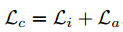 ℒ_c = ℒ_i + ℒ_a